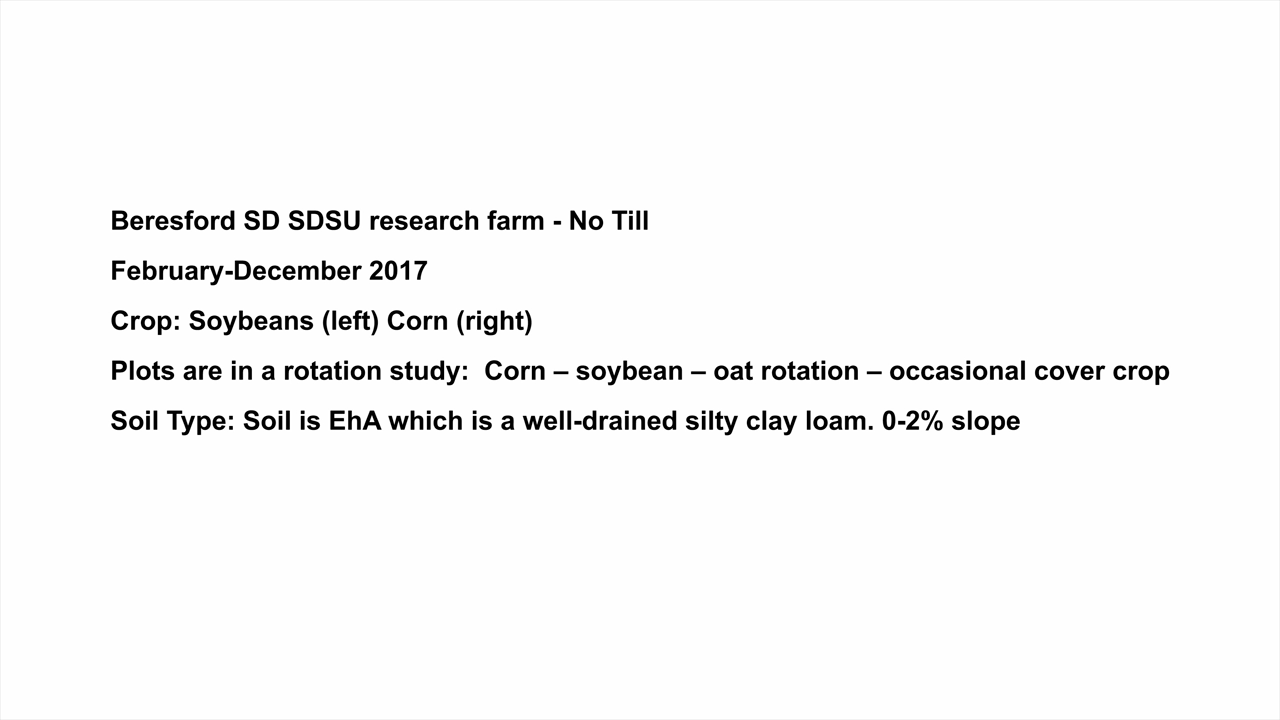 Beresford SD SDSU research farm - No Till
February-December 2017
Crop: Soybeans (left) Corn (right)
Plots are in a rotation study:  Corn – soybean – oat rotation – occasional cover crop
Soil Type: Soil is EhA which is a well-drained silty clay loam. 0-2% slope